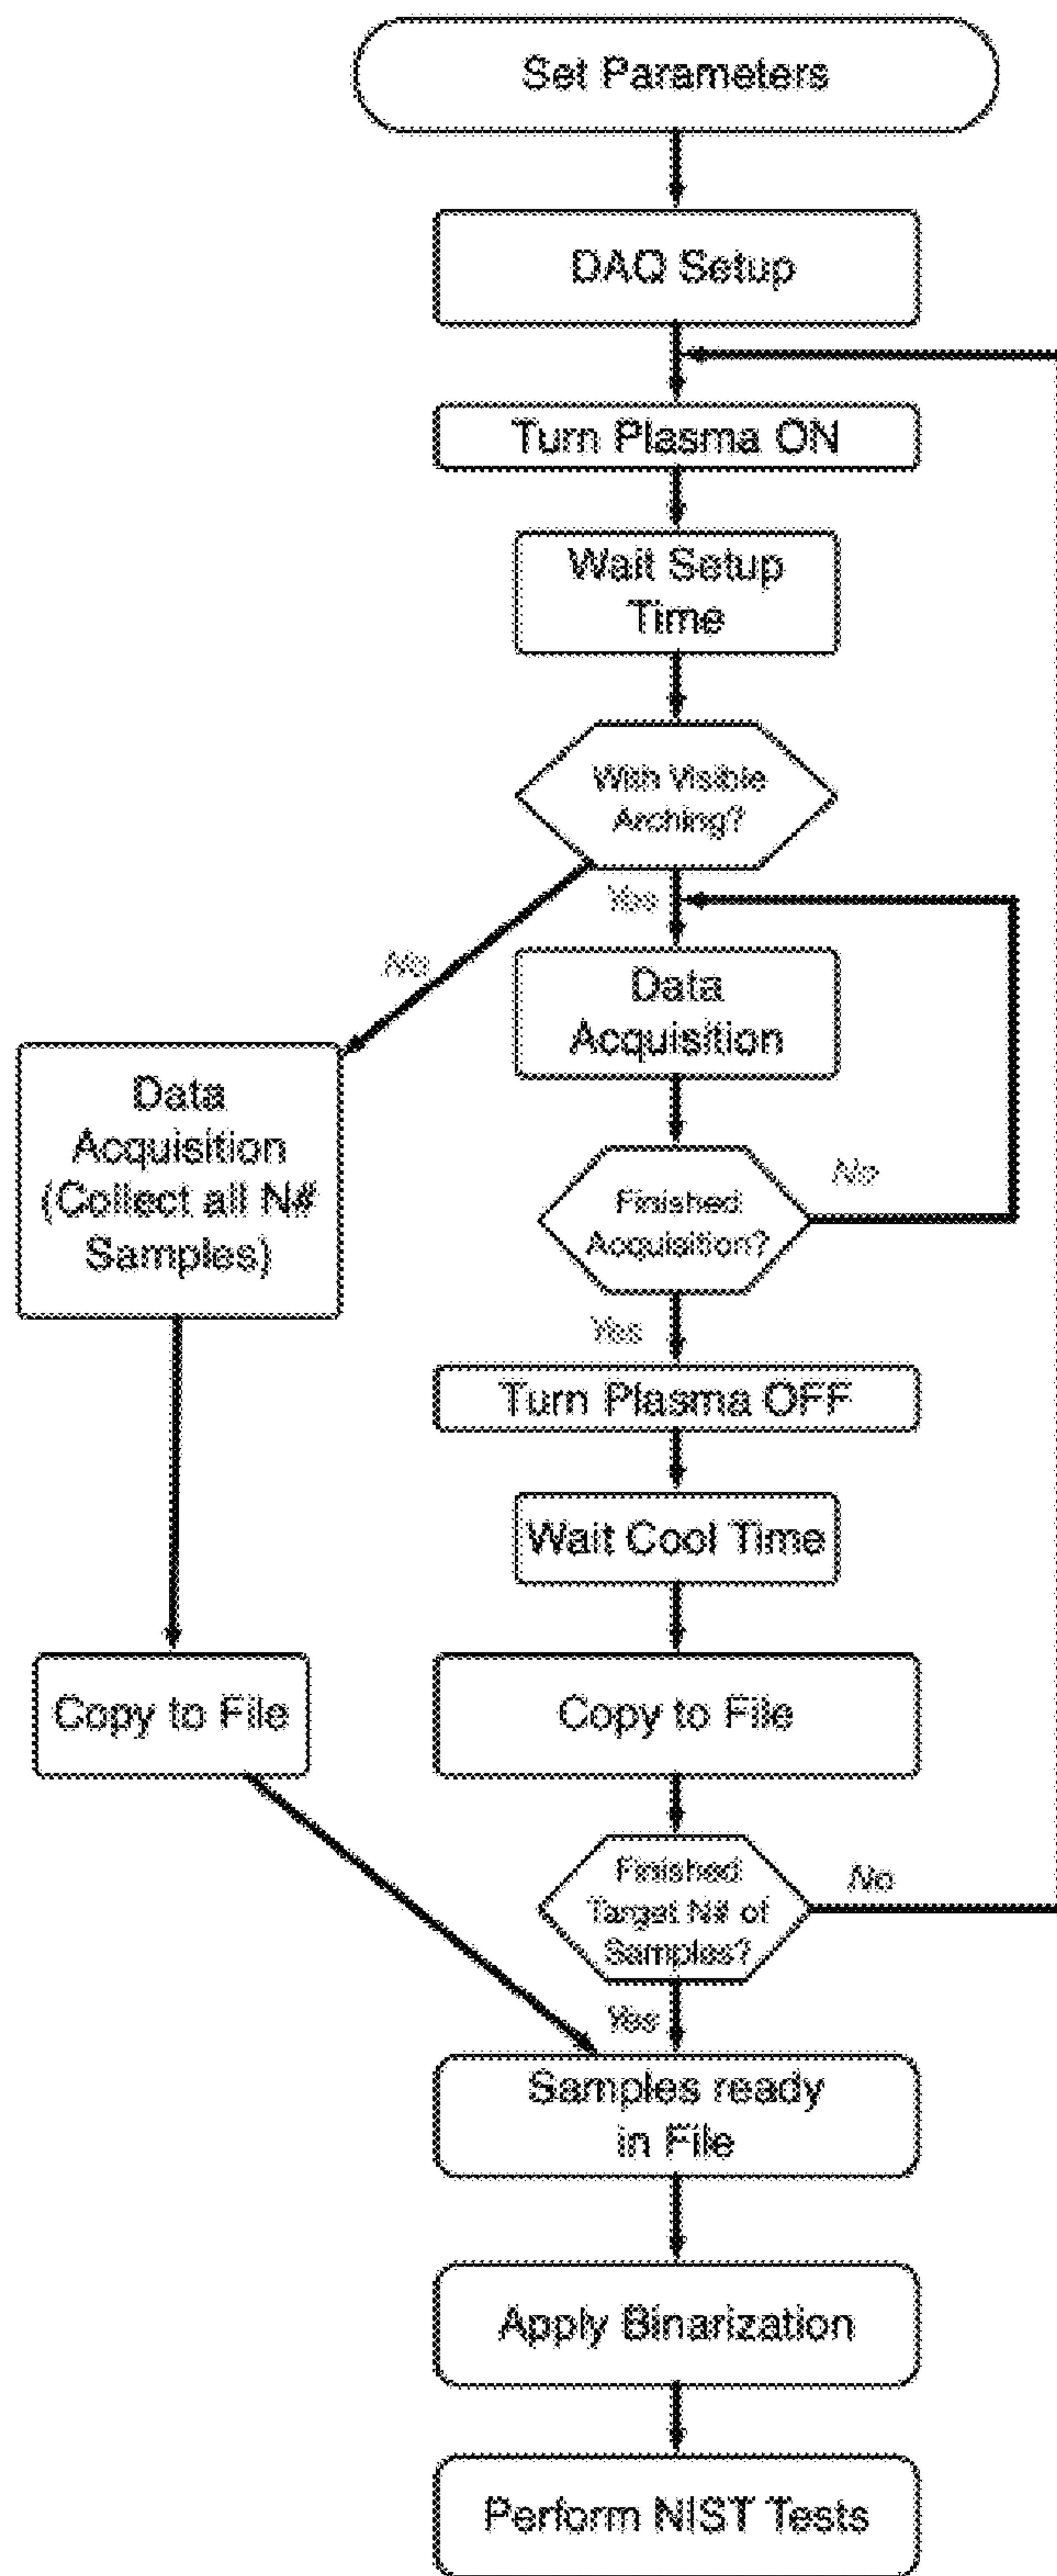 Set Parameters
DAQ Setup
Turn Plasma ON
Wait Setup
Time
With Visible
Arching?
Yes
No
Data
Acquisition
Data
Acquisition
(Collect all N#
Samples)
Finished
Acquisition?
No
Yes
Turn Plasma OFF
Wait Cool Time
Copy to File
Copy to File
Finished
Target N# of
Samples?
No
Yes
Samples ready
in File
Apply Binarization
Perform NIST Tests